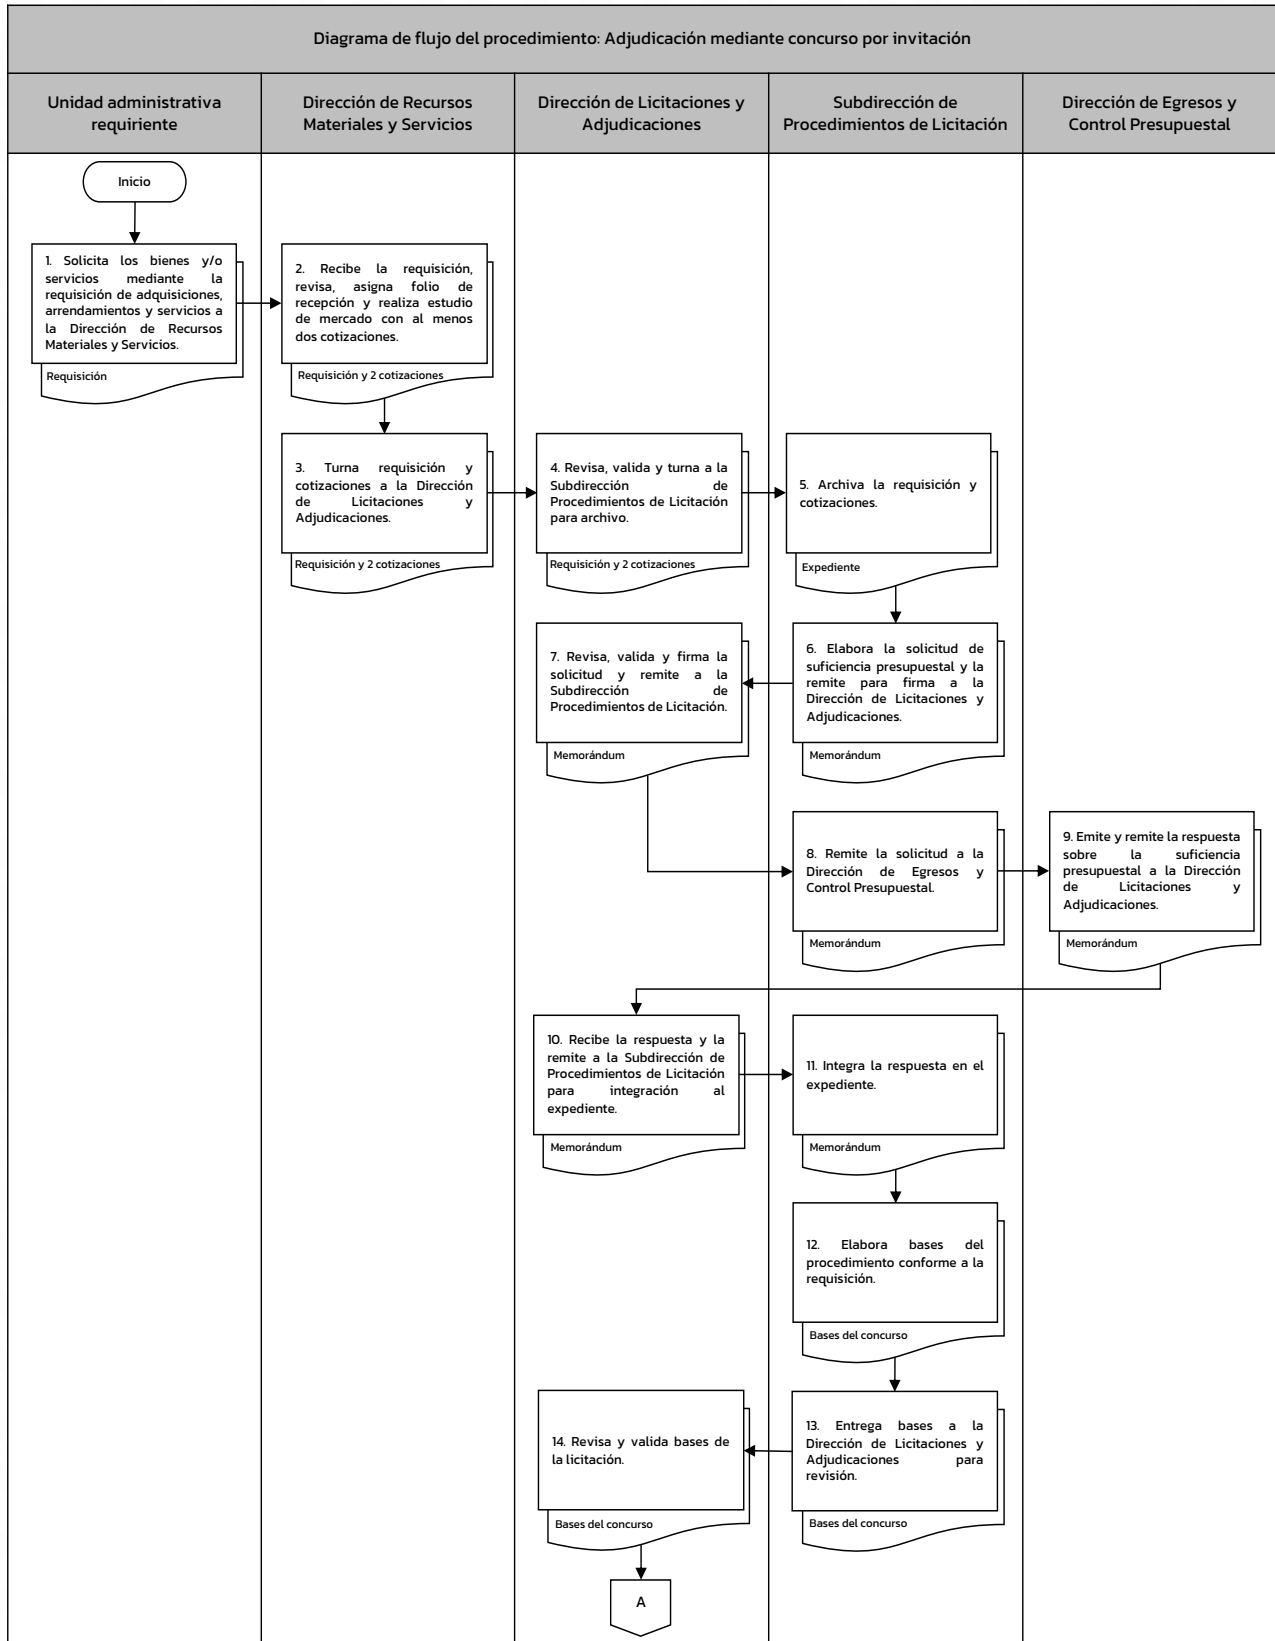 Diagrama de flujo del procedimiento: Adjudicación mediante concurso por invitación
Unidad administrativa
requiriente
Dirección de Recursos
Materiales y Servicios
Dirección de Licitaciones y
Adjudicaciones
Subdirección de
Procedimientos de Licitación
Dirección de Egresos y
Control Presupuestal
Inicio
1. Solicita los bienes y/o
servicios mediante la
requisición de adquisiciones,
arrendamientos y servicios a
la Dirección de Recursos
Materiales y Servicios.
Requisición
2. Recibe la requisición,
revisa, asigna folio de
recepción y realiza estudio
de mercado con al menos
dos cotizaciones.
Requisición y 2 cotizaciones
3. Turna requisición y
cotizaciones a la Dirección
de Licitaciones y
Adjudicaciones.
Requisición y 2 cotizaciones
4. Revisa, valida y turna a la
Subdirección de
Procedimientos de Licitación
para archivo.
Requisición y 2 cotizaciones
5. Archiva la requisición y
cotizaciones.
Expediente
6. Elabora la solicitud de
suficiencia presupuestal y la
remite para firma a la
Dirección de Licitaciones y
Adjudicaciones.
Memorándum
7. Revisa, valida y firma la
solicitud y remite a la
Subdirección de
Procedimientos de Licitación.
Memorándum
8. Remite la solicitud a la
Dirección de Egresos y
Control Presupuestal.
Memorándum
9. Emite y remite la respuesta
sobre la suficiencia
presupuestal a la Dirección
de Licitaciones y
Adjudicaciones.
Memorándum
10. Recibe la respuesta y la
remite a la Subdirección de
Procedimientos de Licitación
para integración al
expediente.
Memorándum
11. Integra la respuesta en el
expediente.
Memorándum
12. Elabora bases del
procedimiento conforme a la
requisición.
Bases del concurso
13. Entrega bases a la
Dirección de Licitaciones y
Adjudicaciones para
revisión.
Bases del concurso
14. Revisa y valida bases de
la licitación.
Bases del concurso
A